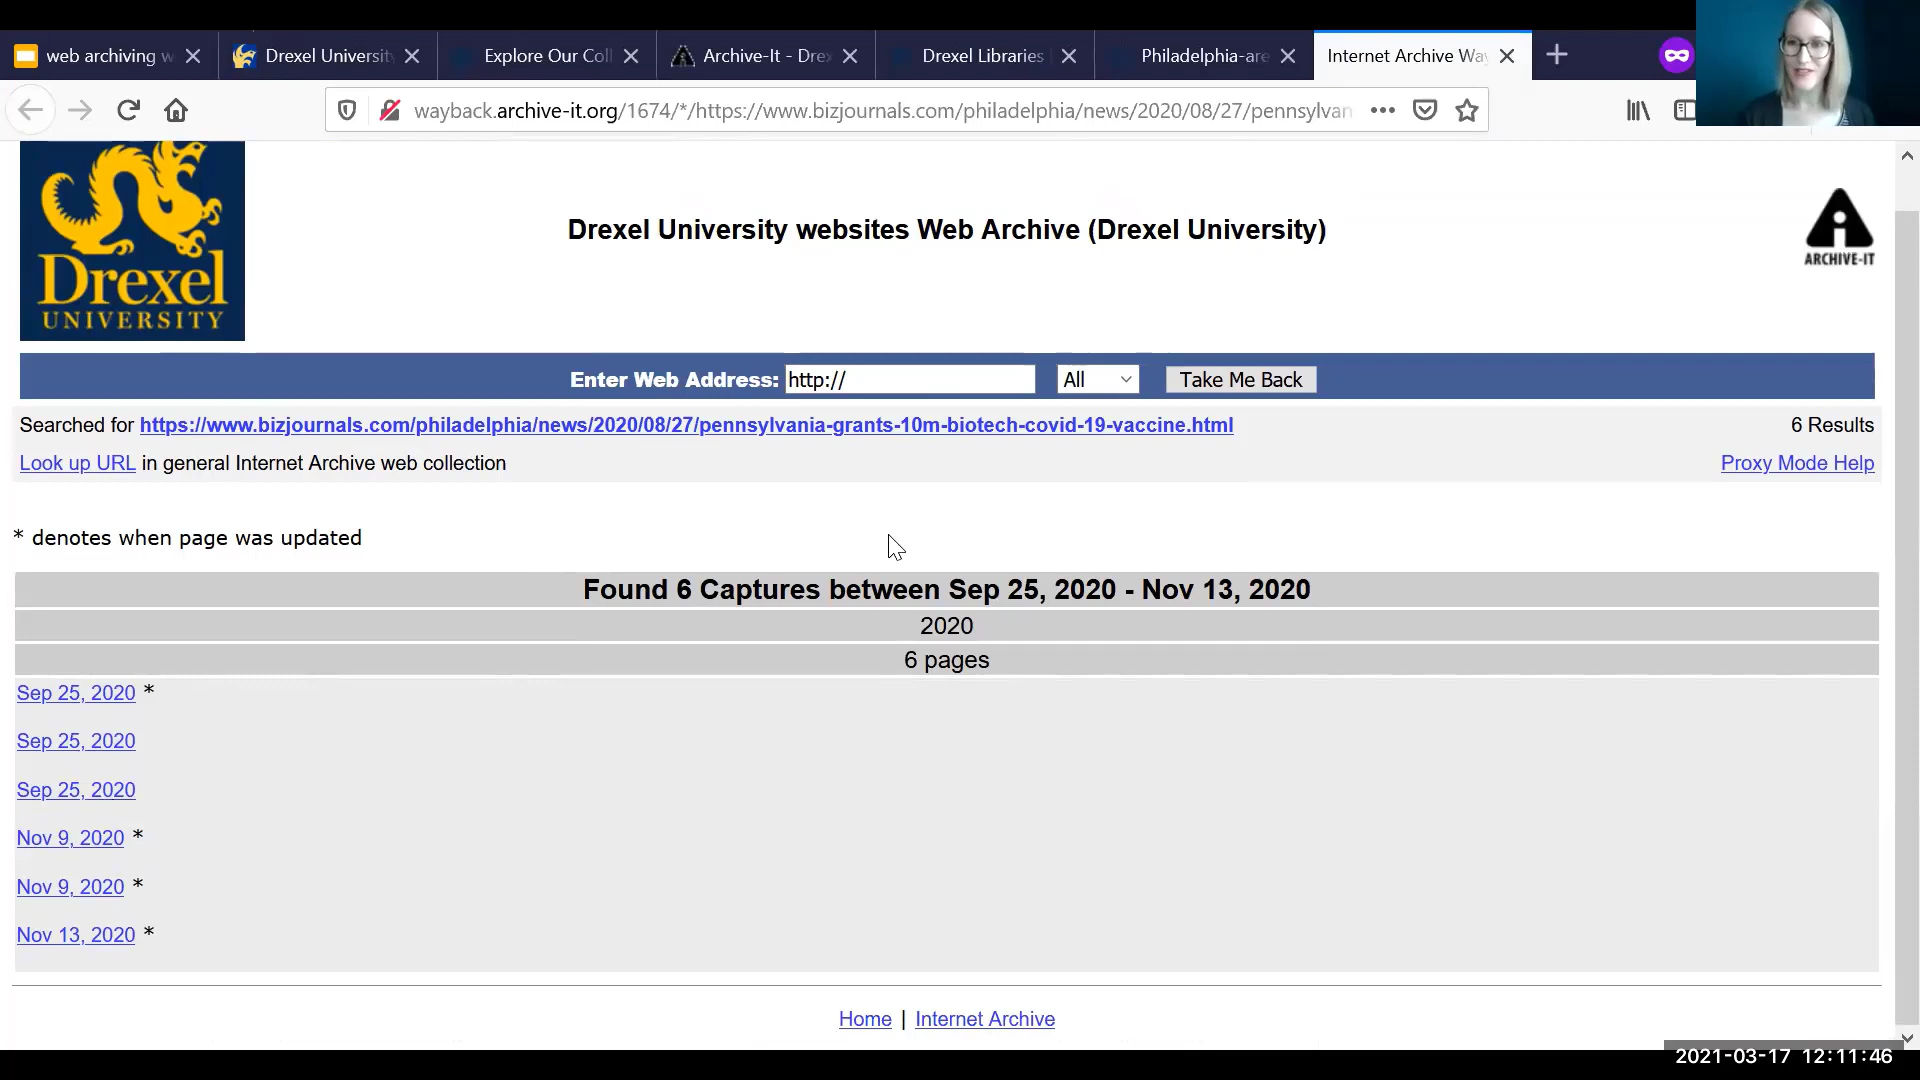 web archiving w
Drexel University
Explore Our Coll
Archive-It - Dre
Drexel Libraries
Philadelphia-are
Internet Archive Way
wayback.archive-it.org/1674/*/https://www.bizjournals.com/philadelphia/news/2020/08/27/pennsylvan
Drexel
UNIVERSITY
Drexel University websites Web Archive (Drexel University)
ARCHIVE-IT
Enter Web Address: http:// All Take Me Back
Searched for https://www.bizjournals.com/philadelphia/news/2020/08/27/pennsylvania-grants-10m-biotech-covid-19-vaccine.html 6 Results
Look up URL in general Internet Archive web collection Proxy Mode Help
* denotes when page was updated
Found 6 Captures between Sep 25, 2020 - Nov 13, 2020
2020
6 pages
Sep 25, 2020 *
Sep 25, 2020
Sep 25, 2020
Nov 9, 2020 *
Nov 9, 2020 *
Nov 13, 2020 *
Home | Internet Archive
2021-03-17 12:11:46